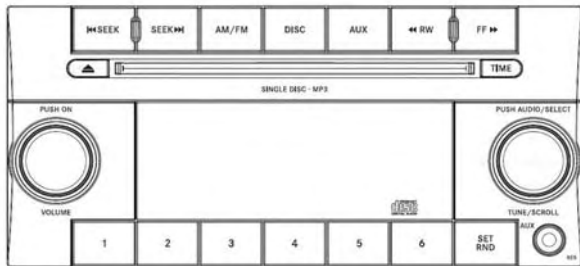 SEEK SEEK AM/FM DISC AUX RW FF
TIME
SINGLE DISC · MP3
PUSH ON PUSH AUDIO/SELECT
disc
VOLUME TUNE/SCROLL
1 2 3 4 5 6 SET
RND
AUX